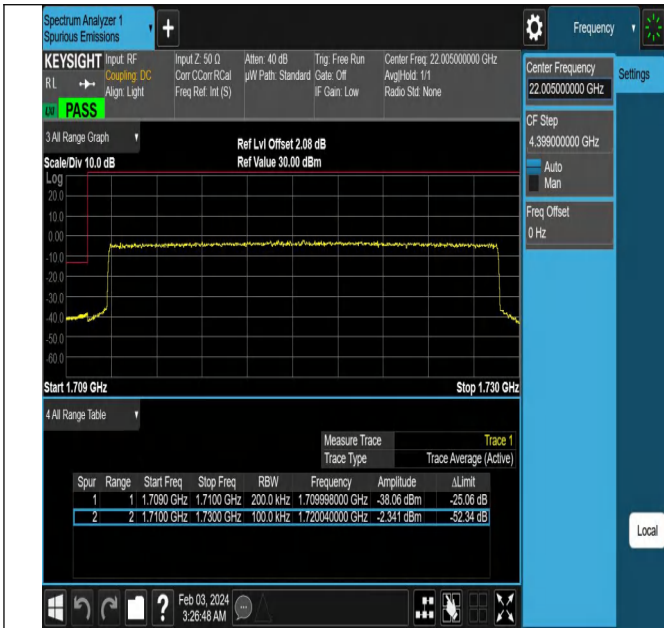 Spectrum Analyzer 1
Spurious Emissions
Frequency
KEYSIGHT Input: RF
RL Coupling: DC
Align: Light
PASS
Input Z: 50 Ω
Corr CCorr RCal
Freq Ref: Int (S)
Atten: 40 dB
µW Path: Standard
Trig: Free Run
Gate: Off
IF Gain: Low
Center Freq: 22.005000000 GHz
Avg|Hold: 1/1
Radio Std: None
Center Frequency
22.005000000 GHz
Settings
CF Step
4.399000000 GHz
Auto
Man
Freq Offset
0 Hz
3 All Range Graph
Ref Lvl Offset 2.08 dB
Scale/Div 10.0 dB
Ref Value 30.00 dBm
Log
20.0
10.0
0.00
-10.0
-20.0
-30.0
-40.0
-50.0
-60.0
Start 1.709 GHz
Stop 1.730 GHz
4 All Range Table
Measure Trace Trace 1
Trace Type Trace Average (Active)
Spur Range Start Freq Stop Freq RBW Frequency Amplitude ΔLimit
1 1 1.7090 GHz 1.7100 GHz 200.0 kHz 1.709998000 GHz -38.06 dBm -25.06 dB
2 2 1.7100 GHz 1.7300 GHz 100.0 kHz 1.720040000 GHz -2.341 dBm -52.34 dB
Local
Feb 03, 2024
3:26:48 AM